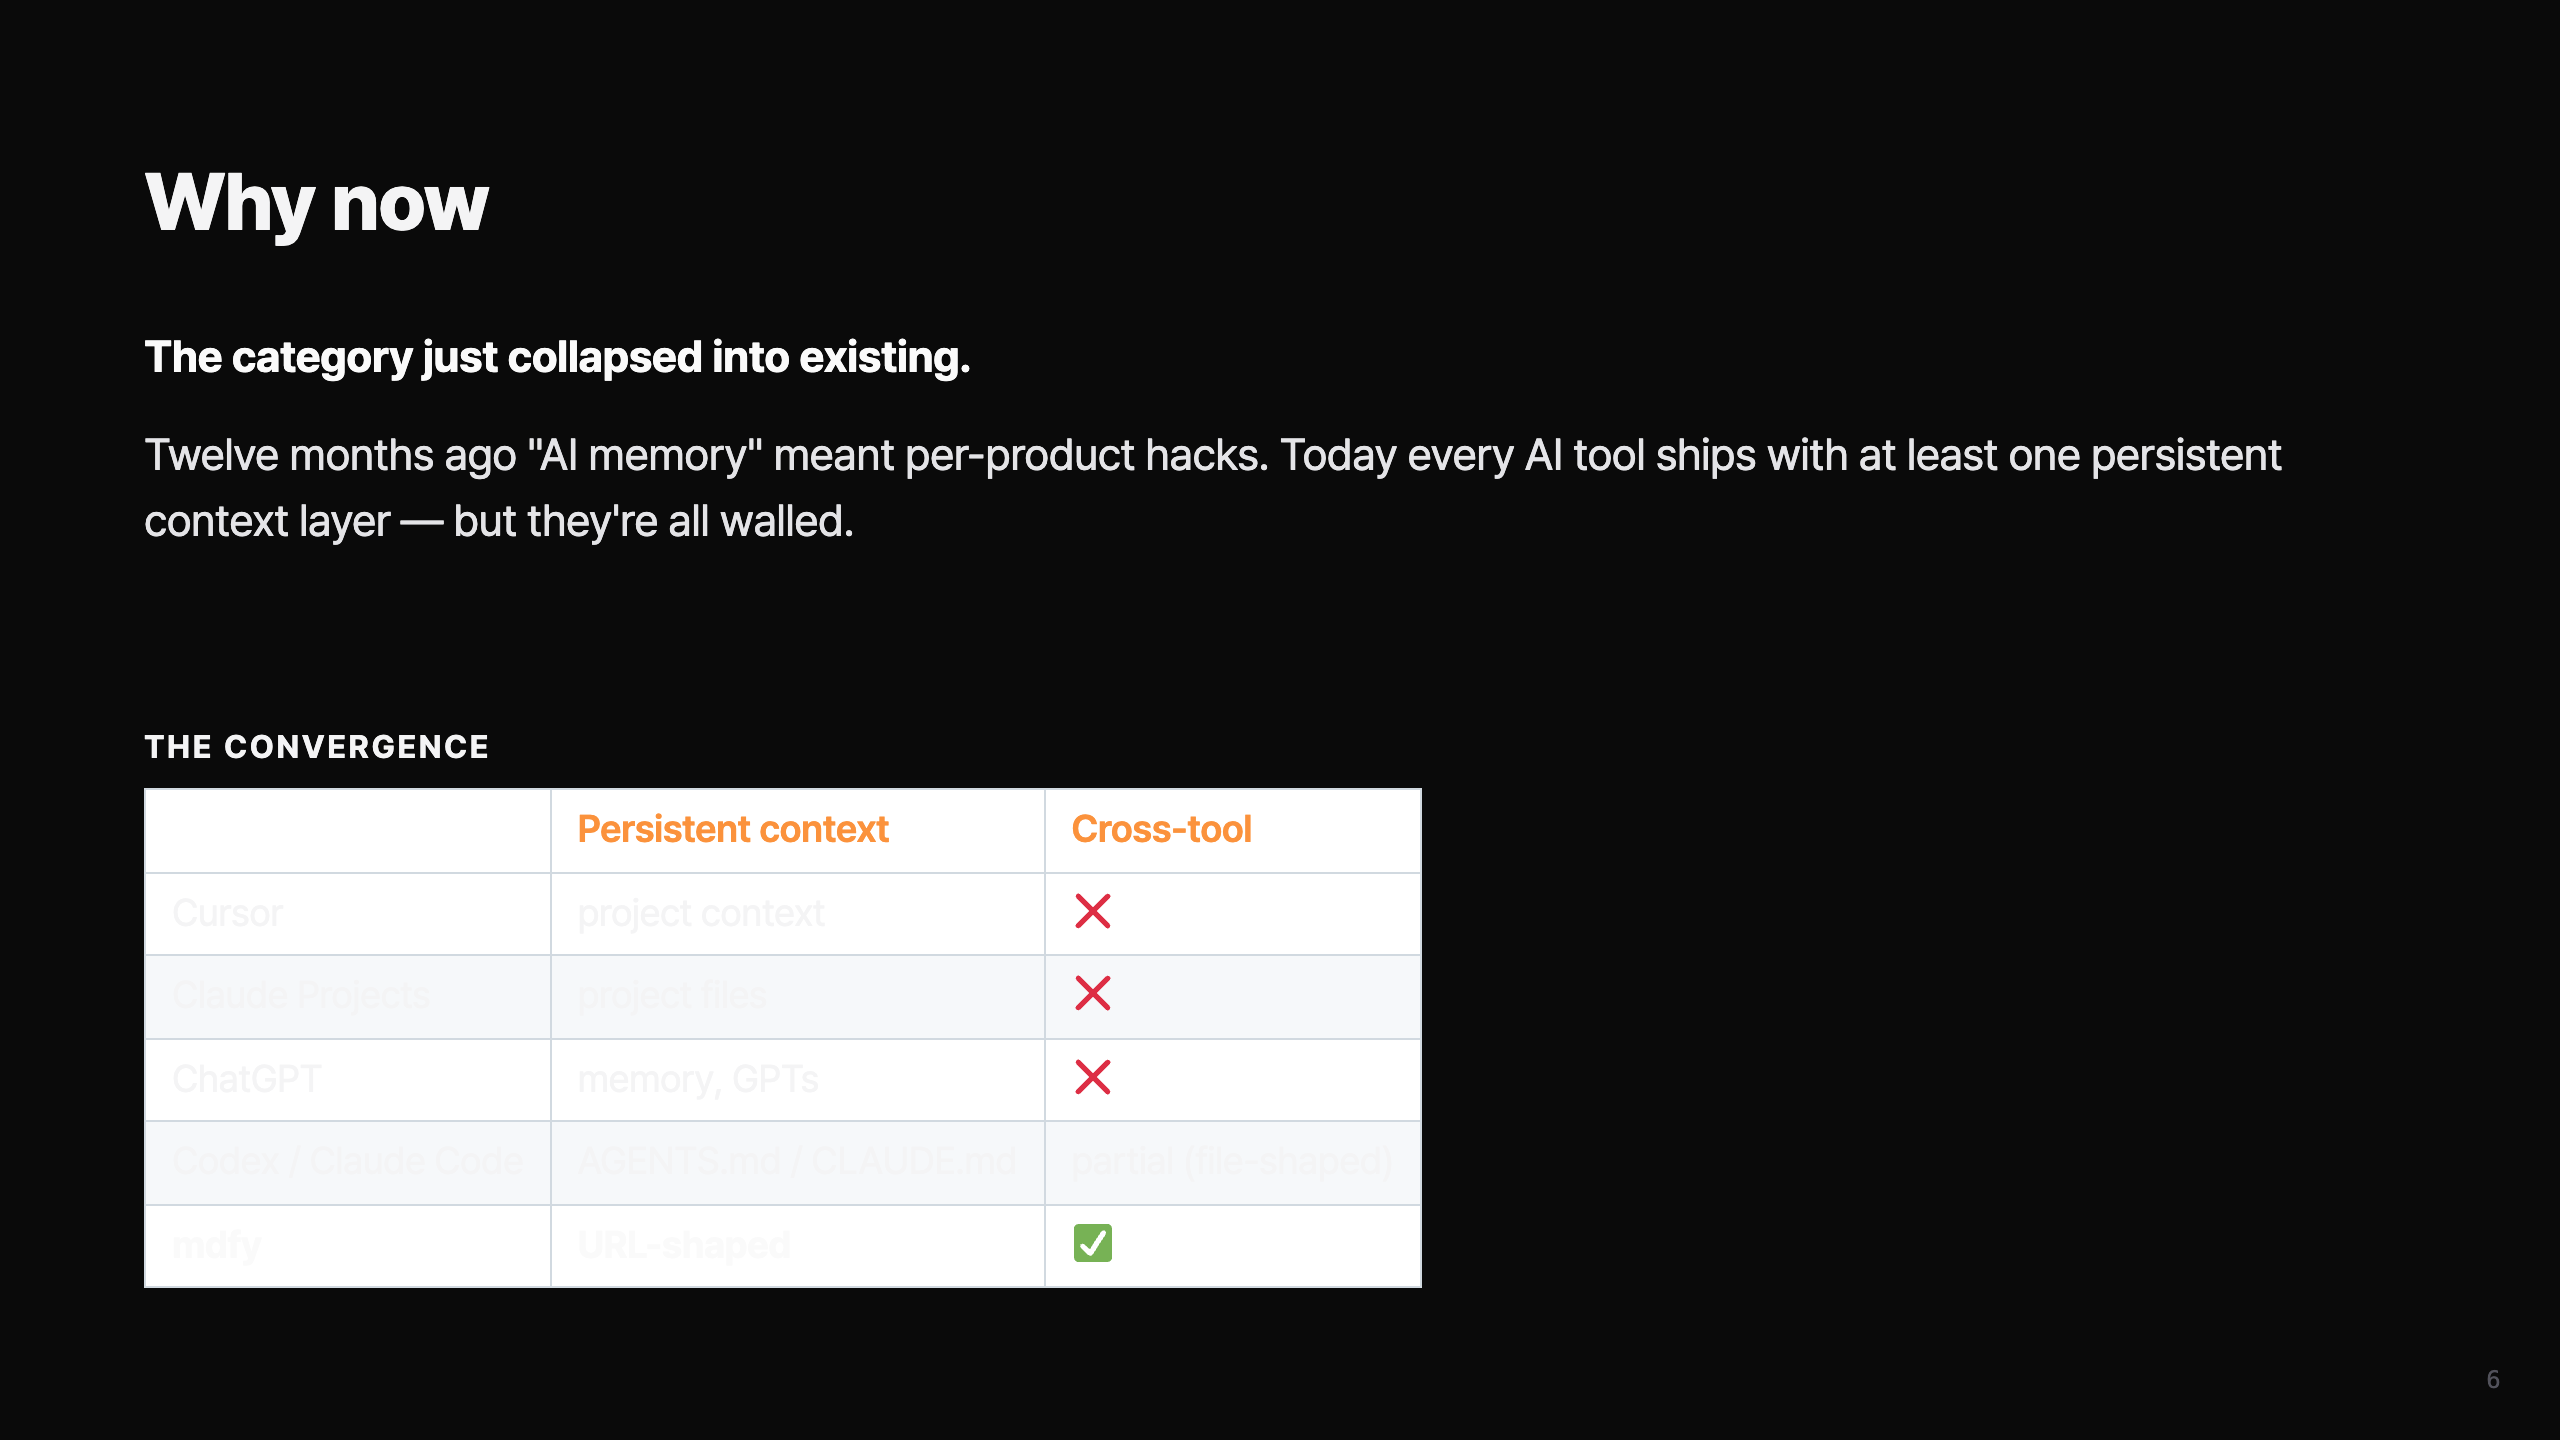 Why now
The category just collapsed into existing.
Twelve months ago "AI memory" meant per-product hacks. Today every AI tool ships with at least one persistent
context layer — but they're all walled.
THE CONVERGENCE
Persistent context Cross-tool
Cursor project context ❌
Claude Projects project files ❌
ChatGPT memory, GPTs ❌
Codex / Claude Code AGENTS.md / CLAUDE.md partial (file-shaped)
mdfy URL-shaped ✅
6